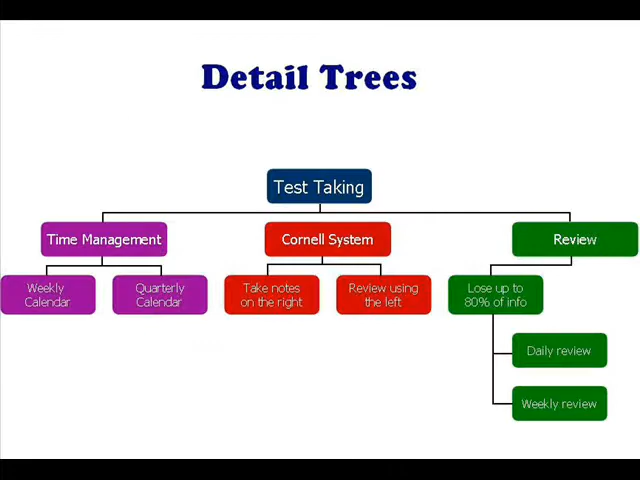 Detail Trees
Test Taking
Time Management
Cornell System
Review
Weekly
Calendar
Quarterly
Calendar
Take notes
on the right
Review using
the left
Lose up to
80% of info
Daily review
Weekly review